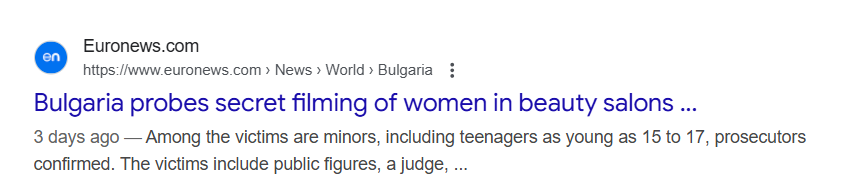 en
Euronews.com
https://www.euronews.com › News › World › Bulgaria
Bulgaria probes secret filming of women in beauty salons ...
3 days ago — Among the victims are minors, including teenagers as young as 15 to 17, prosecutors
confirmed. The victims include public figures, a judge, ...